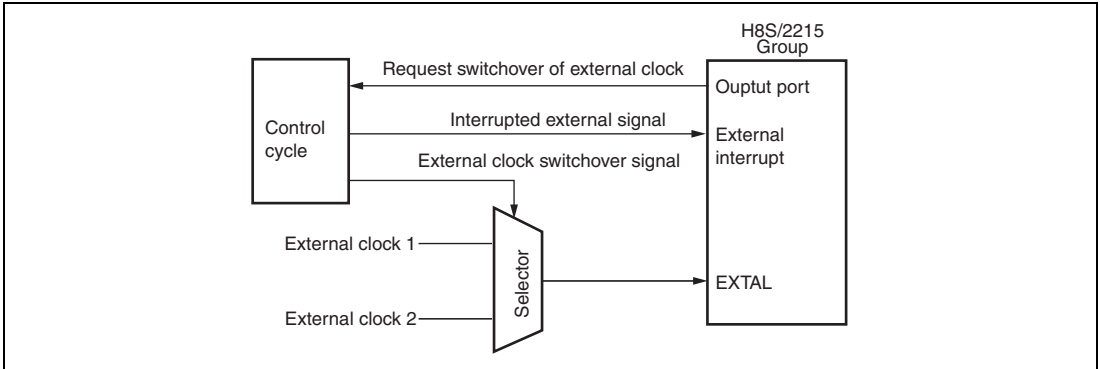 H8S/2215
Group
Request switchover of external clock
Ouptut port
Control
cycle
Interrupted external signal
External
interrupt
External clock switchover signal
External clock 1
Selector
EXTAL
External clock 2